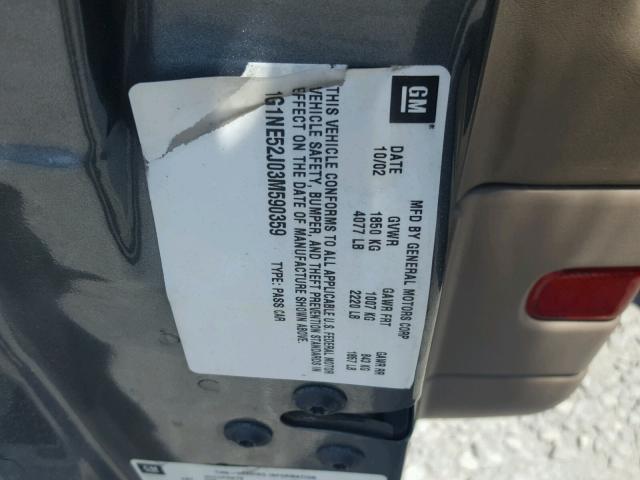 GM
MFD BY GENERAL MOTORS CORP
DATE GVWR GAWR FRT GAWR RR
10/02 1850 KG 1007 KG 843 KG
4077 LB 2220 LB 1857 LB
THIS VEHICLE CONFORMS TO ALL APPLICABLE U.S. FEDERAL MOTOR
VEHICLE SAFETY, BUMPER, AND THEFT PREVENTION STANDARDS IN
EFFECT ON THE DATE OF MANUFACTURE SHOWN ABOVE.
1G1NE52J03M590359 TYPE: PASS CAR
GM